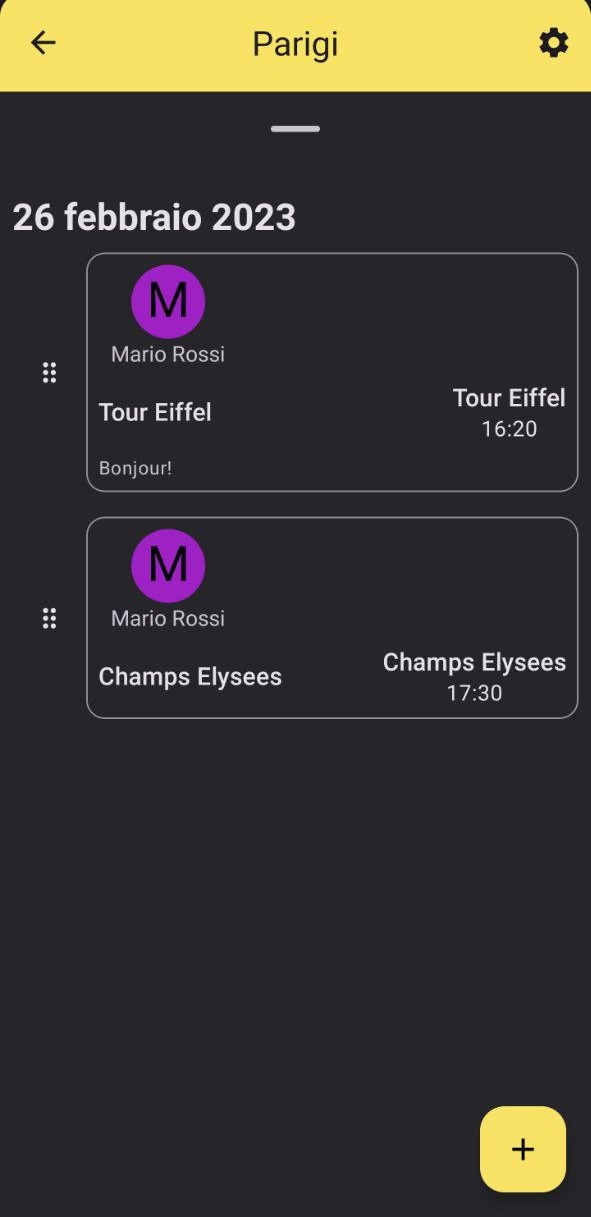 Parigi
26 febbraio 2023
M
Mario Rossi
Tour Eiffel
Tour Eiffel
16:20
Bonjour!
M
Mario Rossi
Champs Elysees
Champs Elysees
17:30
+